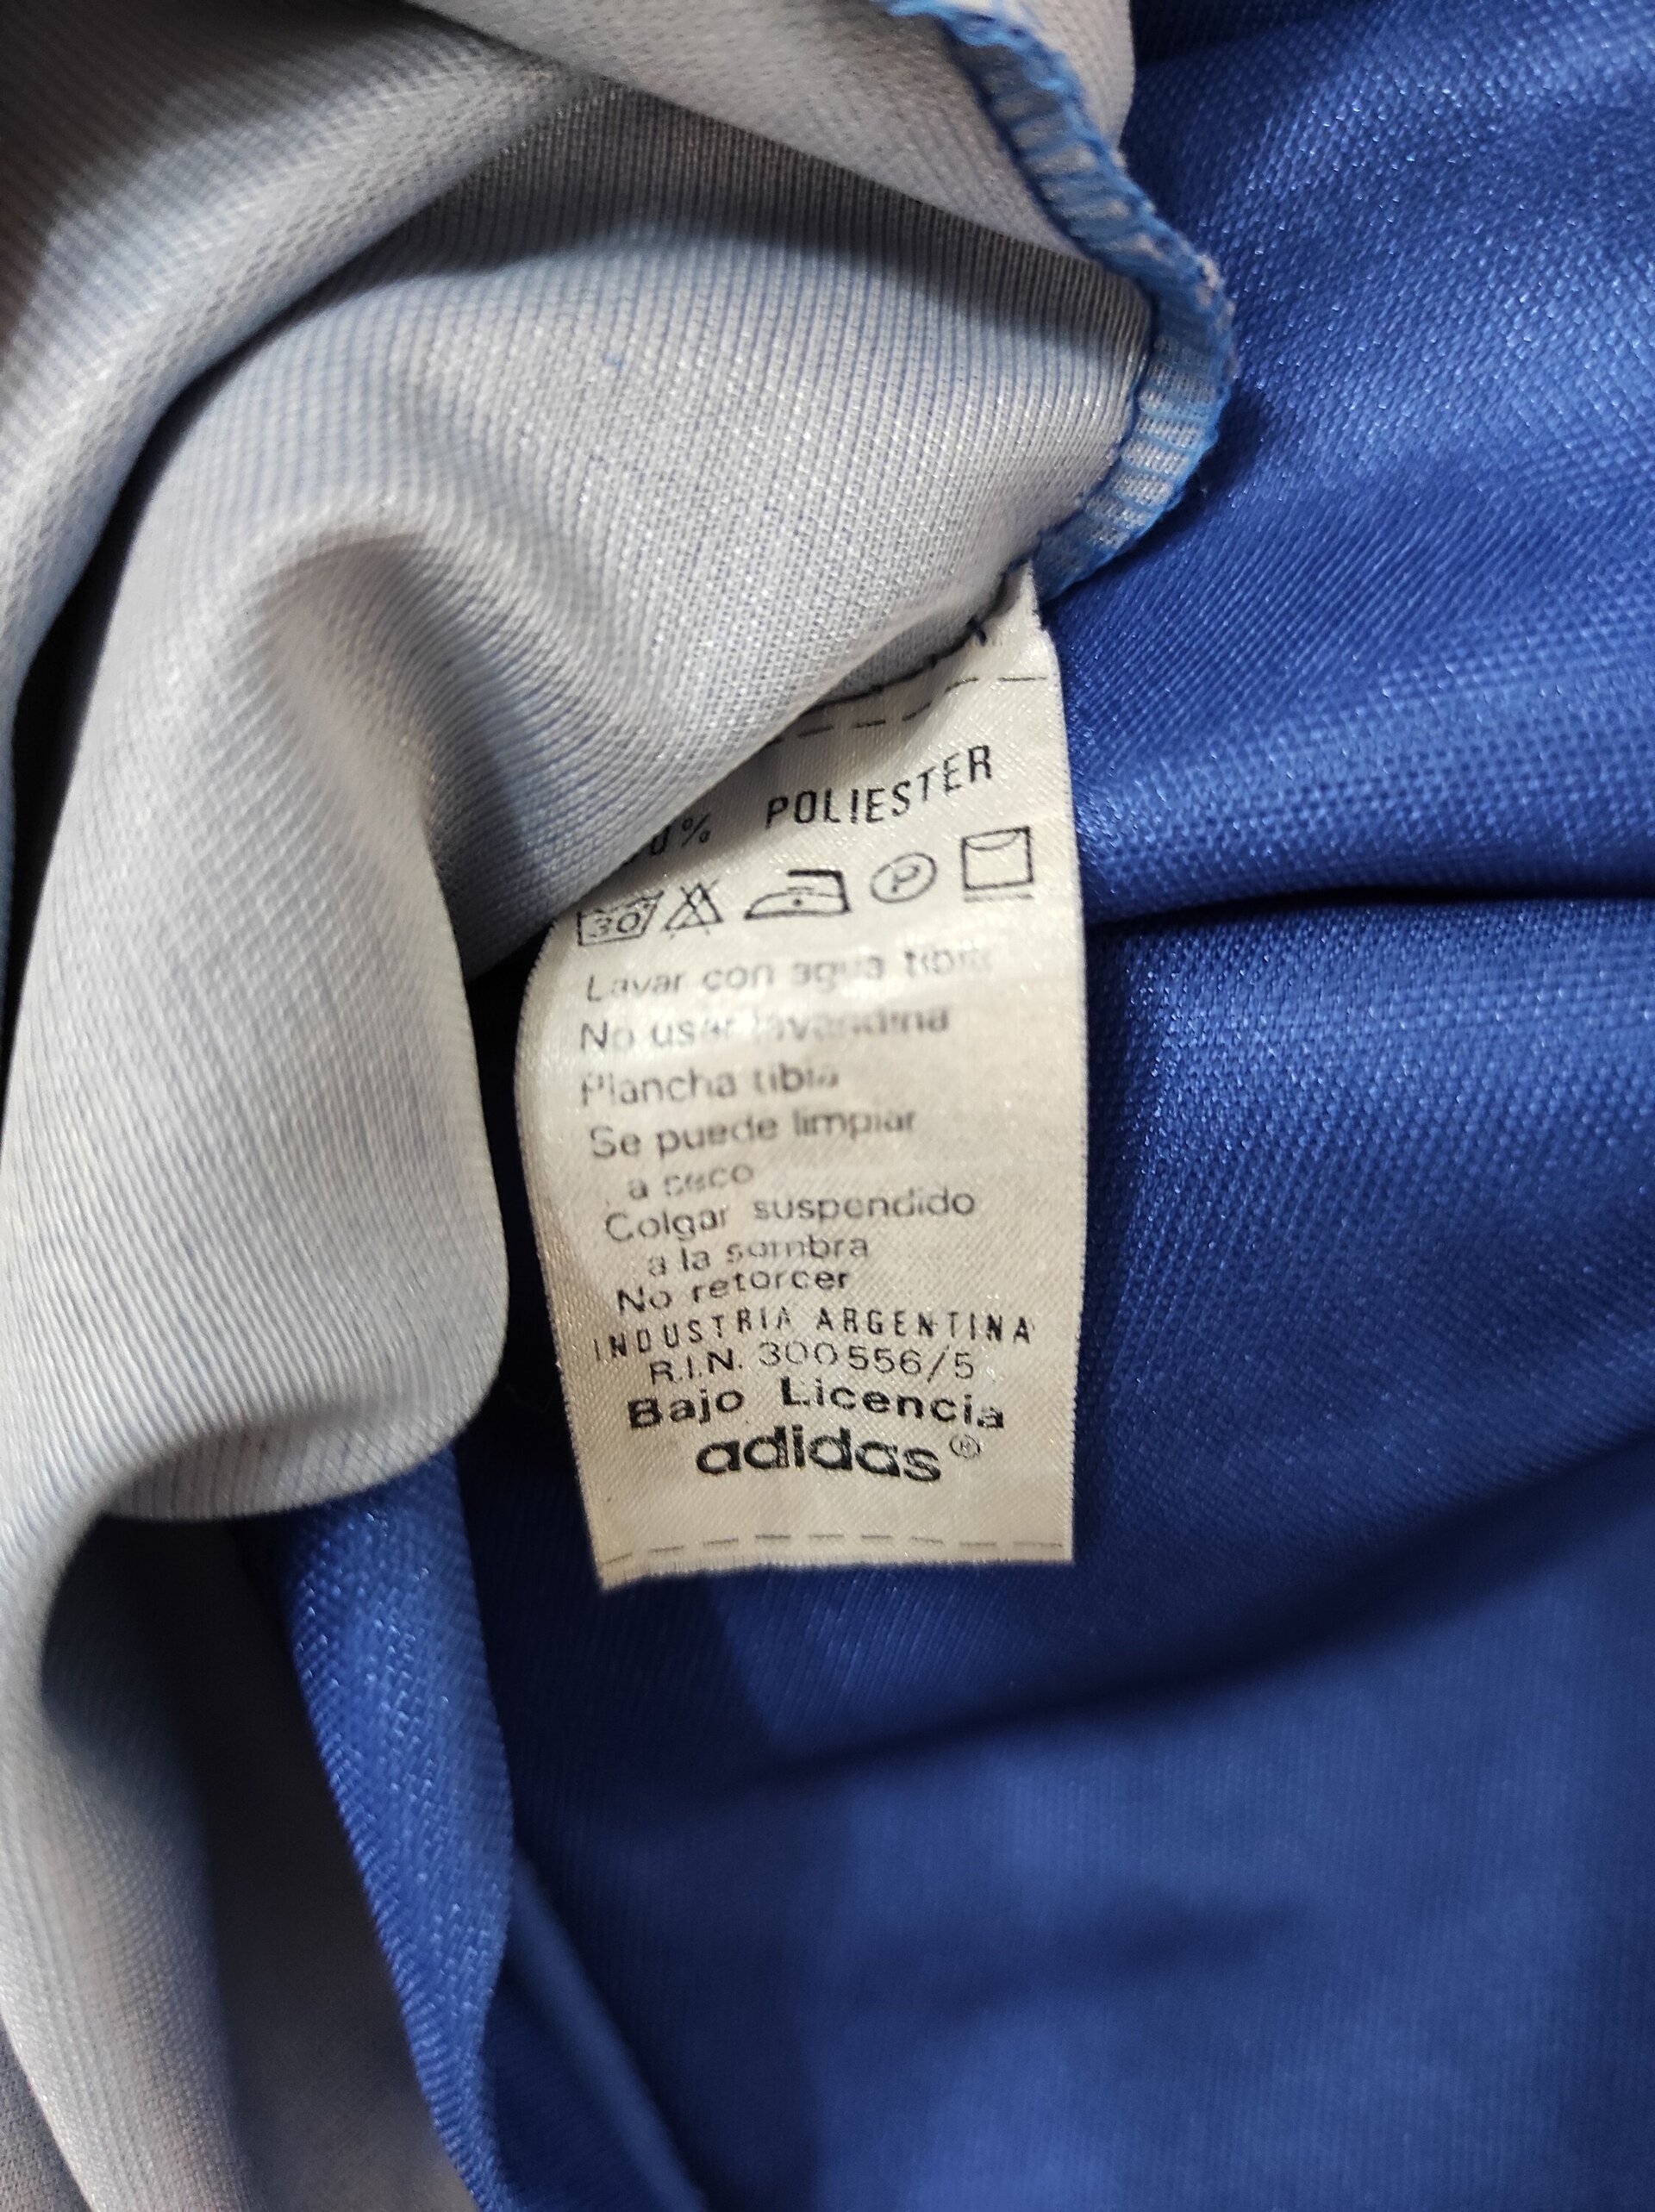 00% POLIESTER
30 P
Lavar con agua tibia
No usar lavandina
Plancha tibia
Se puede limpiar
a seco
Colgar suspendido
a la sombra
No retorcer
INDUSTRIA ARGENTINA
R.I.N. 300556/5
Bajo Licencia
adidas®